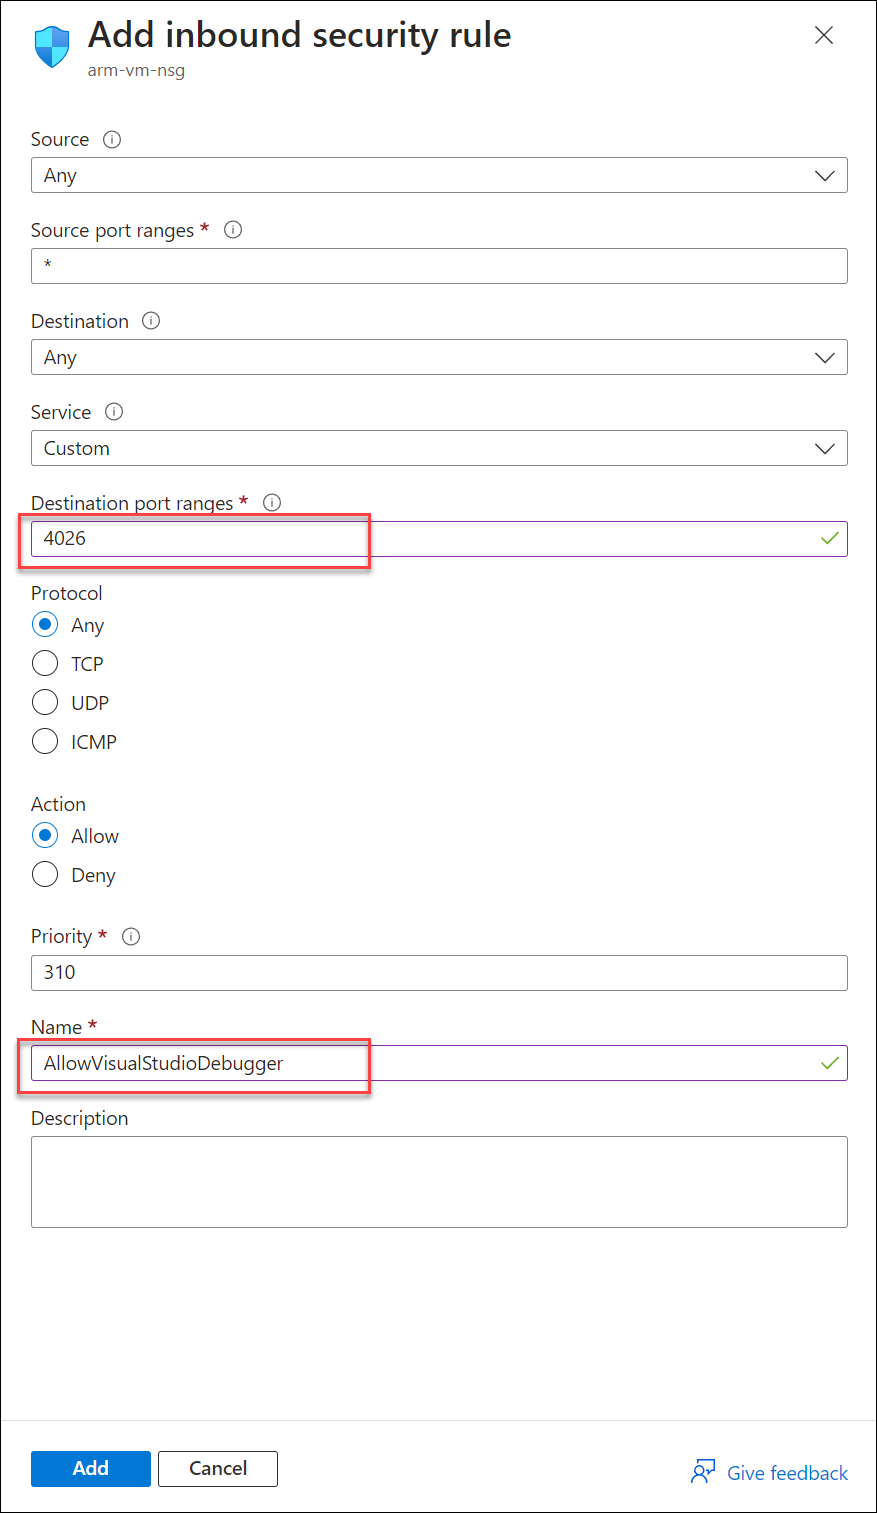 Add inbound security rule
arm-vm-nsg
Source
Any
Source port ranges *
*
Destination
Any
Service
Custom
Destination port ranges *
4026
Protocol
Any
TCP
UDP
ICMP
Action
Allow
Deny
Priority *
310
Name *
AllowVisualStudioDebugger
Description
Add Cancel Give feedback